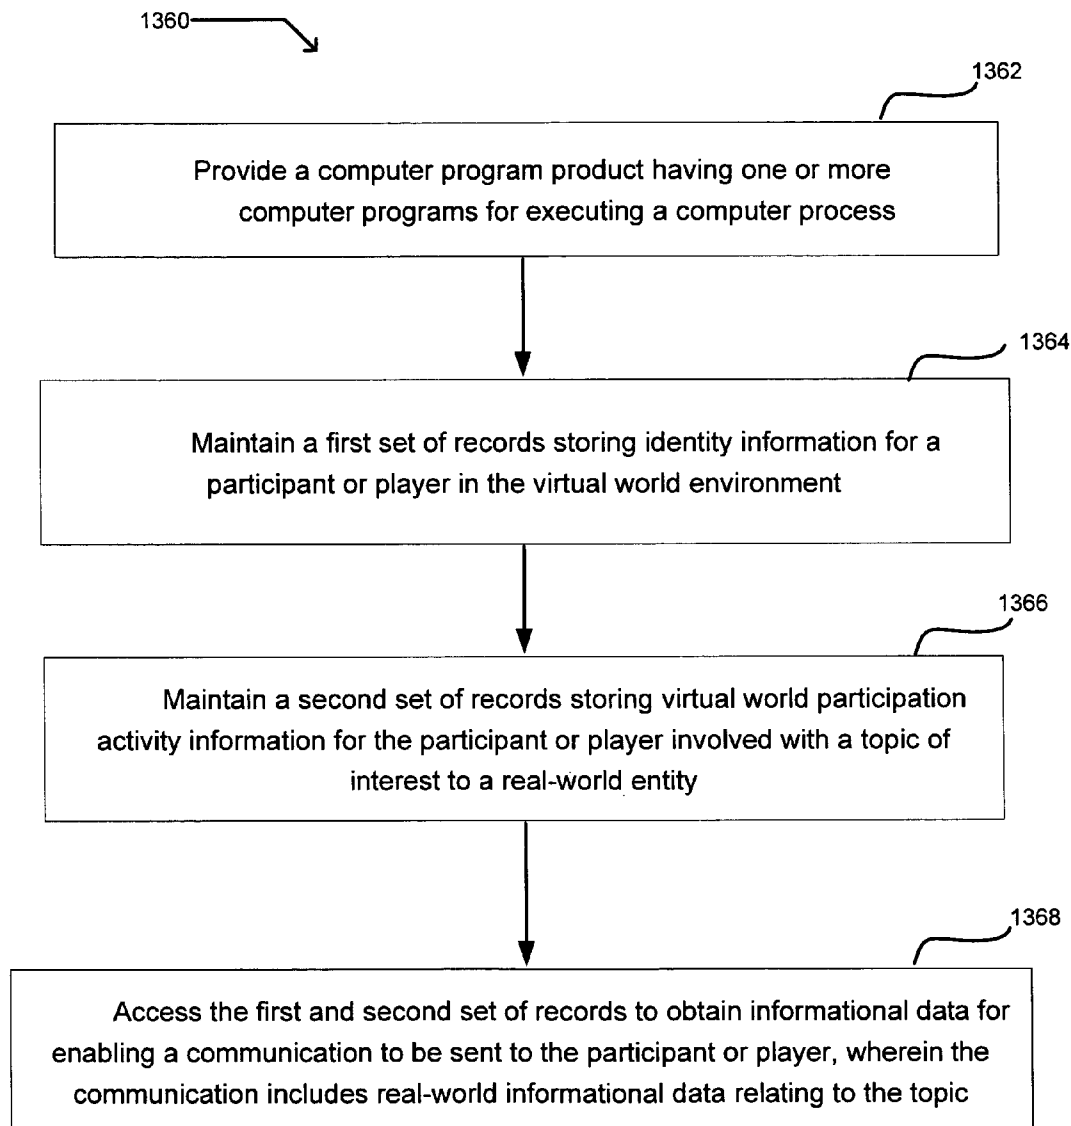 1360
1362
Provide a computer program product having one or more
computer programs for executing a computer process
1364
Maintain a first set of records storing identity information for a
participant or player in the virtual world environment
1366
Maintain a second set of records storing virtual world participation
activity information for the participant or player involved with a topic of
interest to a real-world entity
1368
Access the first and second set of records to obtain informational data for
enabling a communication to be sent to the participant or player, wherein the
communication includes real-world informational data relating to the topic